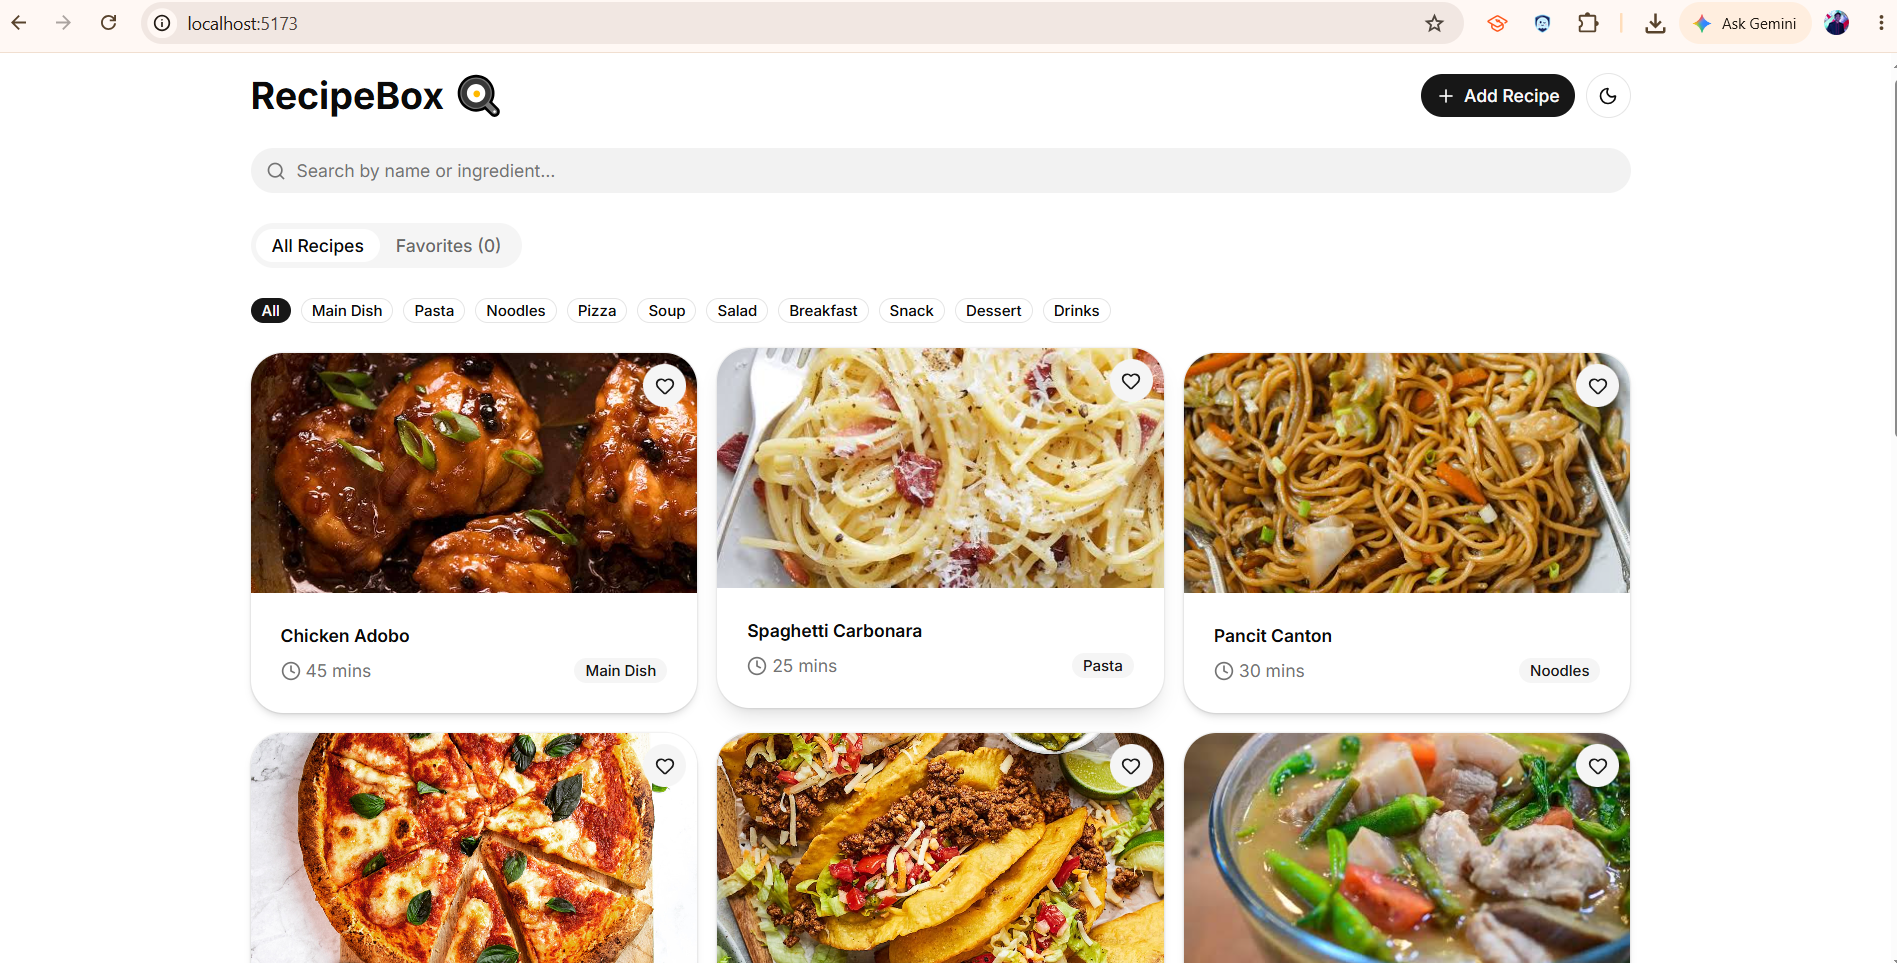 localhost:5173
Ask Gemini
RecipeBox
Add Recipe
Search by name or ingredient...
All Recipes
Favorites (0)
All
Main Dish
Pasta
Noodles
Pizza
Soup
Salad
Breakfast
Snack
Dessert
Drinks
Chicken Adobo
45 mins
Main Dish
Spaghetti Carbonara
25 mins
Pasta
Pancit Canton
30 mins
Noodles